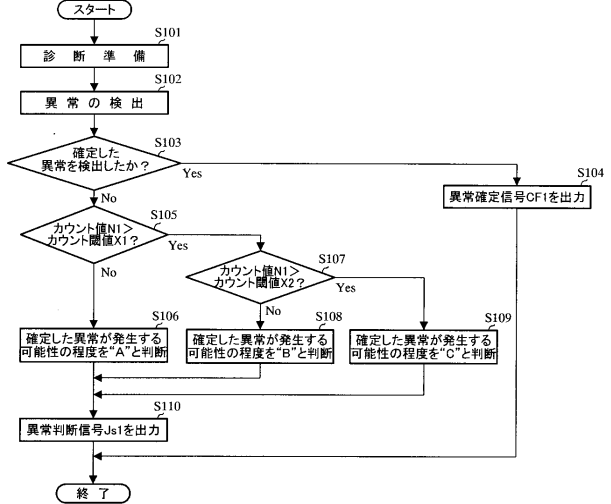 スタート
S101
診断準備
S102
異常の検出
S103
確定した
異常を検出したか?
Yes
No
S104
異常確定信号CF1を出力
S105
カウント値N1>
カウント閾値X1?
Yes
No
S107
カウント値N1>
カウント閾値X2?
Yes
No
S106
確定した異常が発生する
可能性の程度を“A”と判断
S108
確定した異常が発生する
可能性の程度を“B”と判断
S109
確定した異常が発生する
可能性の程度を“C”と判断
S110
異常判断信号Js1を出力
終了